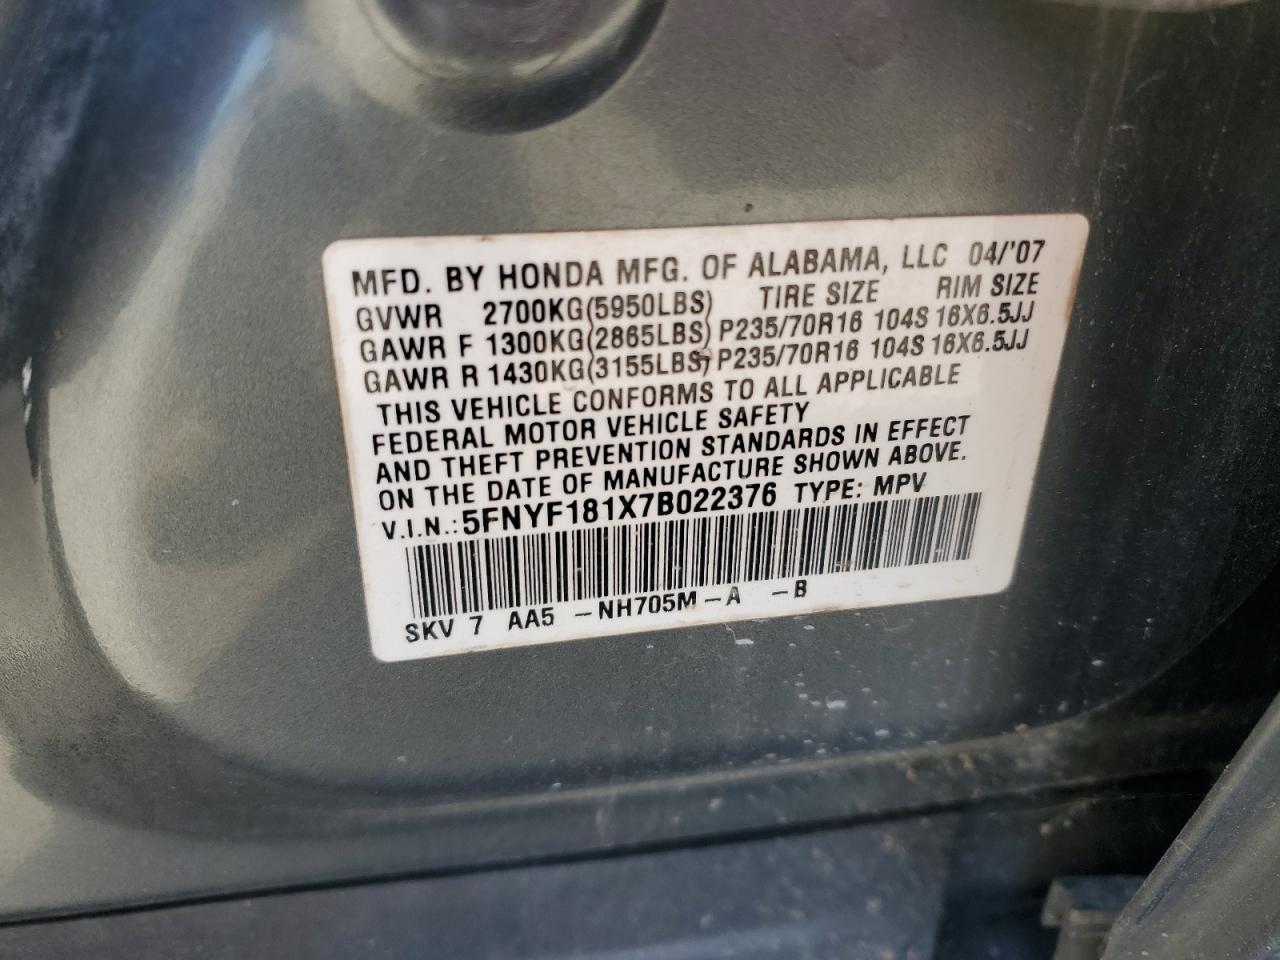 MFD. BY HONDA MFG. OF ALABAMA, LLC 04/'07
GVWR 2700KG(5950LBS) TIRE SIZE RIM SIZE
GAWR F 1300KG(2865LBS) P235/70R16 104S 16X6.5JJ
GAWR R 1430KG(3155LBS) P235/70R16 104S 16X6.5JJ
THIS VEHICLE CONFORMS TO ALL APPLICABLE
FEDERAL MOTOR VEHICLE SAFETY
AND THEFT PREVENTION STANDARDS IN EFFECT
ON THE DATE OF MANUFACTURE SHOWN ABOVE.
V.I.N.: 5FNYF181X7B022376 TYPE: MPV
SKV 7 AA5 -NH705M-A -B